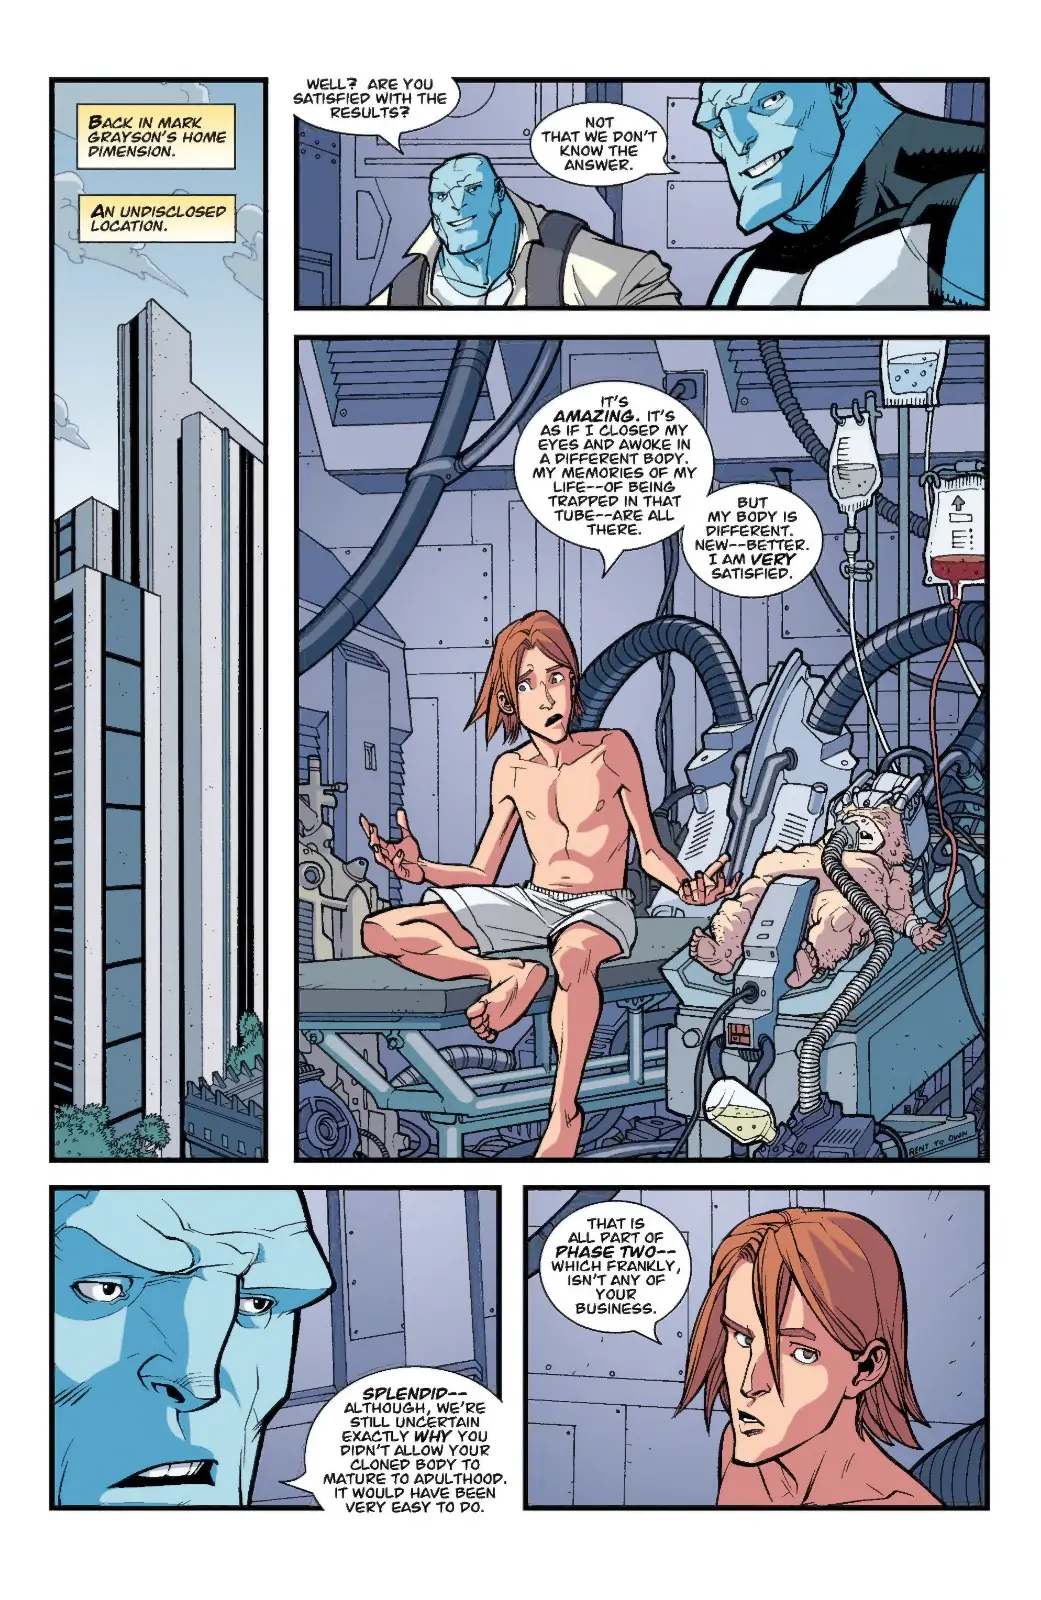 BACK IN MARK
GRAYSON'S HOME
DIMENSION.
AN UNDISCLOSED
LOCATION.
WELL? ARE YOU
SATISFIED WITH THE
RESULTS?
NOT
THAT WE DON'T
KNOW THE
ANSWER.
IT'S
AMAZING. IT'S
AS IF I CLOSED MY
EYES AND AWOKE IN
A DIFFERENT BODY.
MY MEMORIES OF MY
LIFE--OF BEING
TRAPPED IN THAT
TUBE--ARE ALL
THERE.
BUT
MY BODY IS
DIFFERENT.
NEW--BETTER.
I AM VERY
SATISFIED.
RENT TO OWN
SPLENDID--
ALTHOUGH, WE'RE
STILL UNCERTAIN
EXACTLY WHY YOU
DIDN'T ALLOW YOUR
CLONED BODY TO
MATURE TO ADULTHOOD.
IT WOULD HAVE BEEN
VERY EASY TO DO.
THAT IS
ALL PART OF
PHASE TWO--
WHICH FRANKLY,
ISN'T ANY OF
YOUR
BUSINESS.